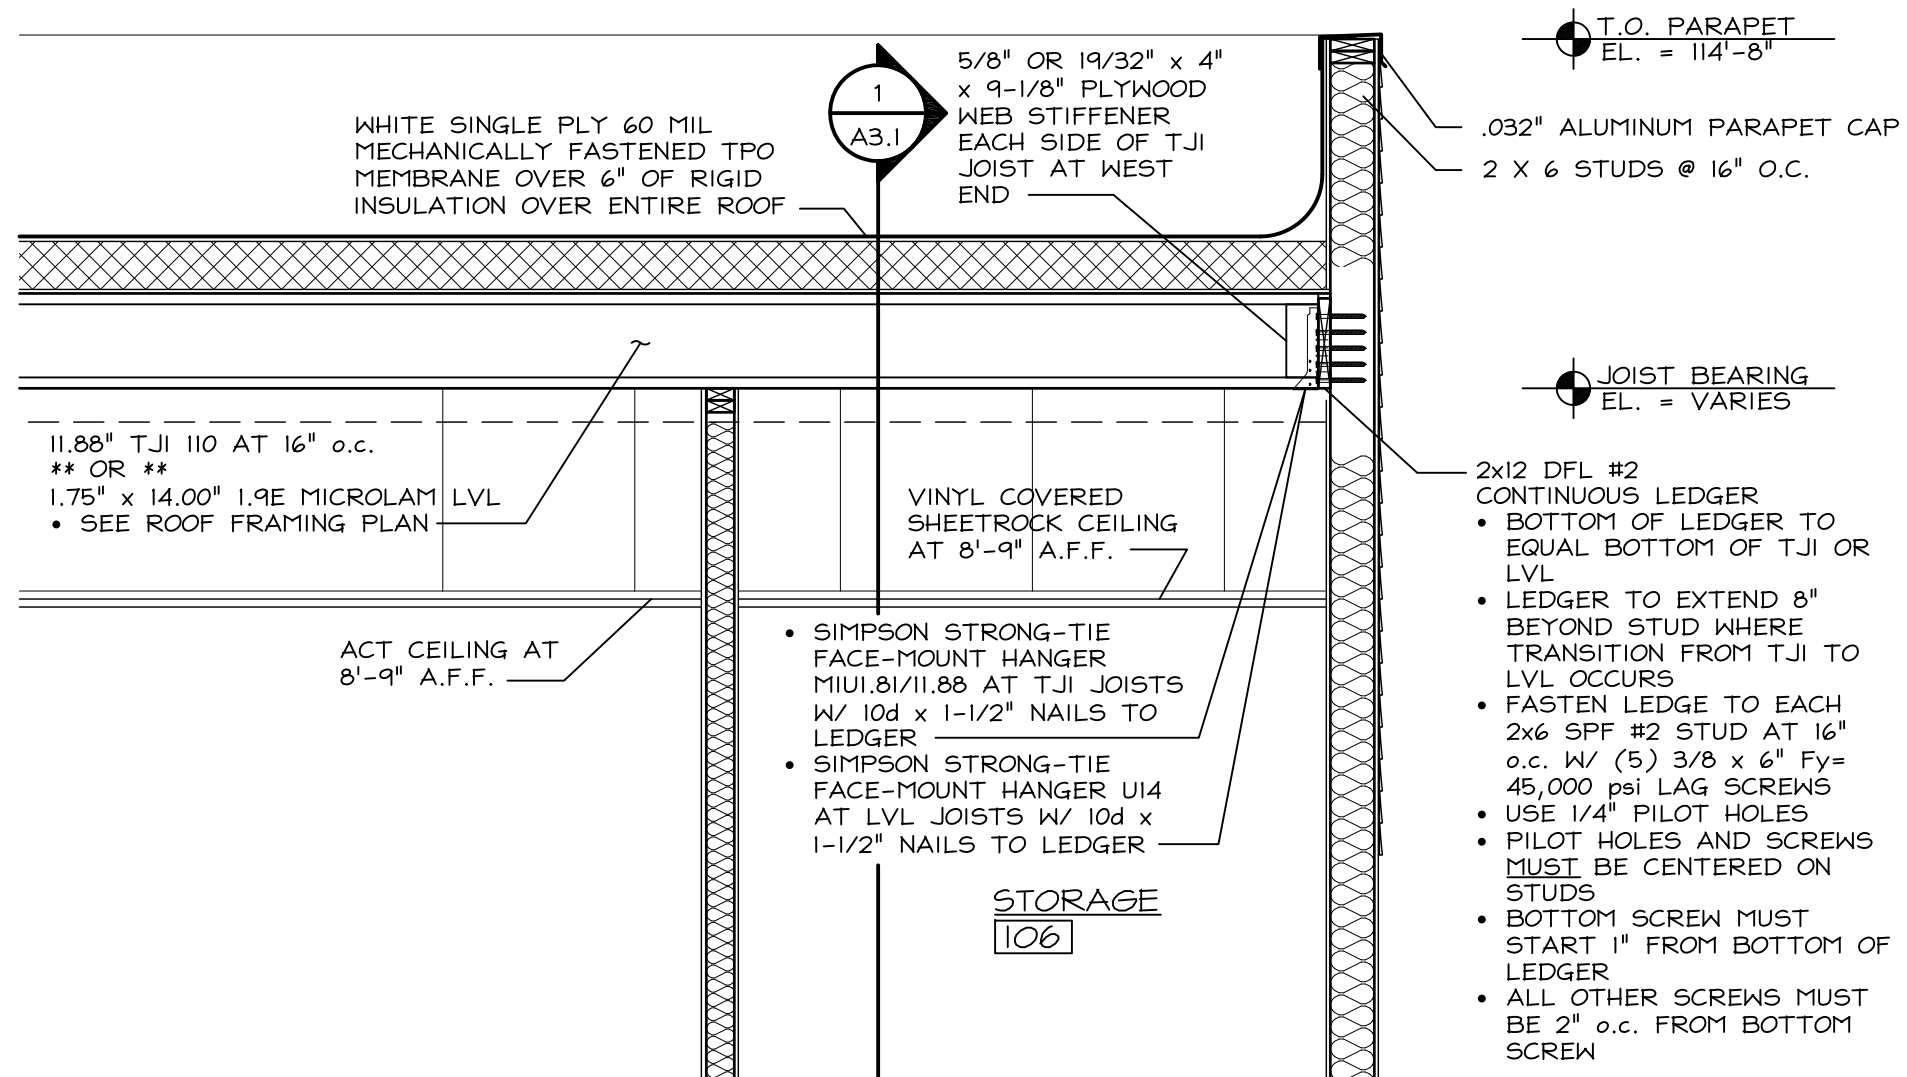 T.O. PARAPET
EL. = 114'-8"
.032" ALUMINUM PARAPET CAP
2 X 6 STUDS @ 16" O.C.
1
A3.1
5/8" OR 19/32" x 4"
x 9-1/8" PLYWOOD
WEB STIFFENER
EACH SIDE OF TJI
JOIST AT WEST
END
WHITE SINGLE PLY 60 MIL
MECHANICALLY FASTENED TPO
MEMBRANE OVER 6" OF RIGID
INSULATION OVER ENTIRE ROOF
JOIST BEARING
EL. = VARIES
11.88" TJI 110 AT 16" o.c.
** OR **
1.75" x 14.00" 1.9E MICROLAM LVL
• SEE ROOF FRAMING PLAN
VINYL COVERED
SHEETROCK CEILING
AT 8'-9" A.F.F.
ACT CEILING AT
8'-9" A.F.F.
• SIMPSON STRONG-TIE
FACE-MOUNT HANGER
MIU1.81/11.88 AT TJI JOISTS
W/ 10d x 1-1/2" NAILS TO
LEDGER
• SIMPSON STRONG-TIE
FACE-MOUNT HANGER U14
AT LVL JOISTS W/ 10d x
1-1/2" NAILS TO LEDGER
STORAGE
106
2x12 DFL #2
CONTINUOUS LEDGER
• BOTTOM OF LEDGER TO
EQUAL BOTTOM OF TJI OR
LVL
• LEDGER TO EXTEND 8"
BEYOND STUD WHERE
TRANSITION FROM TJI TO
LVL OCCURS
• FASTEN LEDGE TO EACH
2x6 SPF #2 STUD AT 16"
o.c. W/ (5) 3/8 x 6" Fy=
45,000 psi LAG SCREWS
• USE 1/4" PILOT HOLES
• PILOT HOLES AND SCREWS
MUST BE CENTERED ON
STUDS
• BOTTOM SCREW MUST
START 1" FROM BOTTOM OF
LEDGER
• ALL OTHER SCREWS MUST
BE 2" o.c. FROM BOTTOM
SCREW